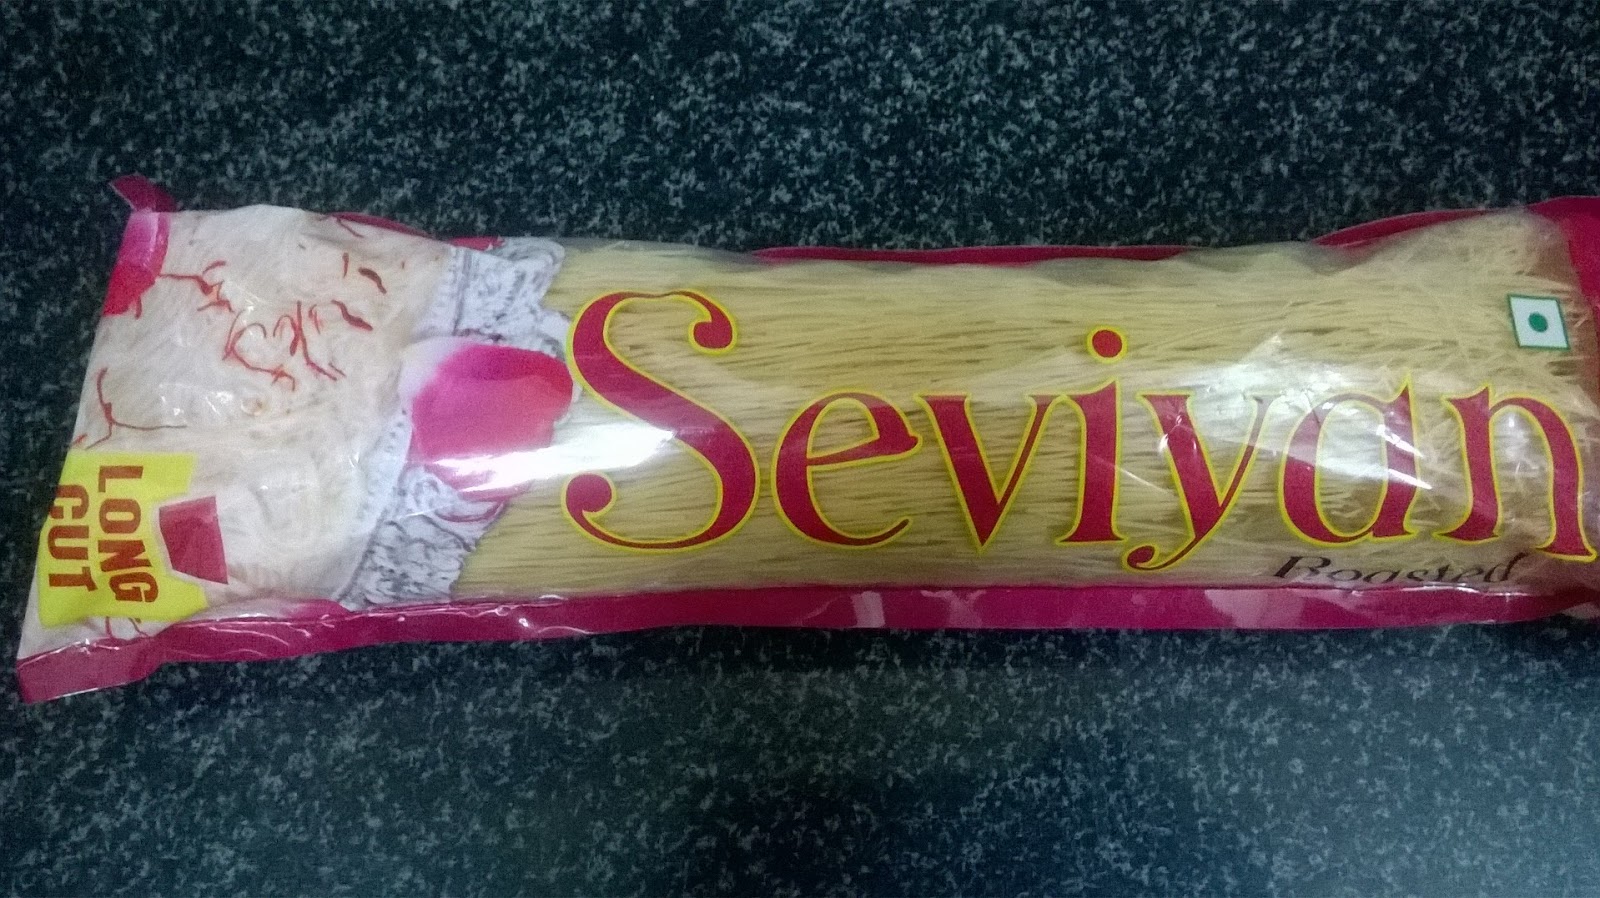 Seviyan
Roasted
LONG
CUT